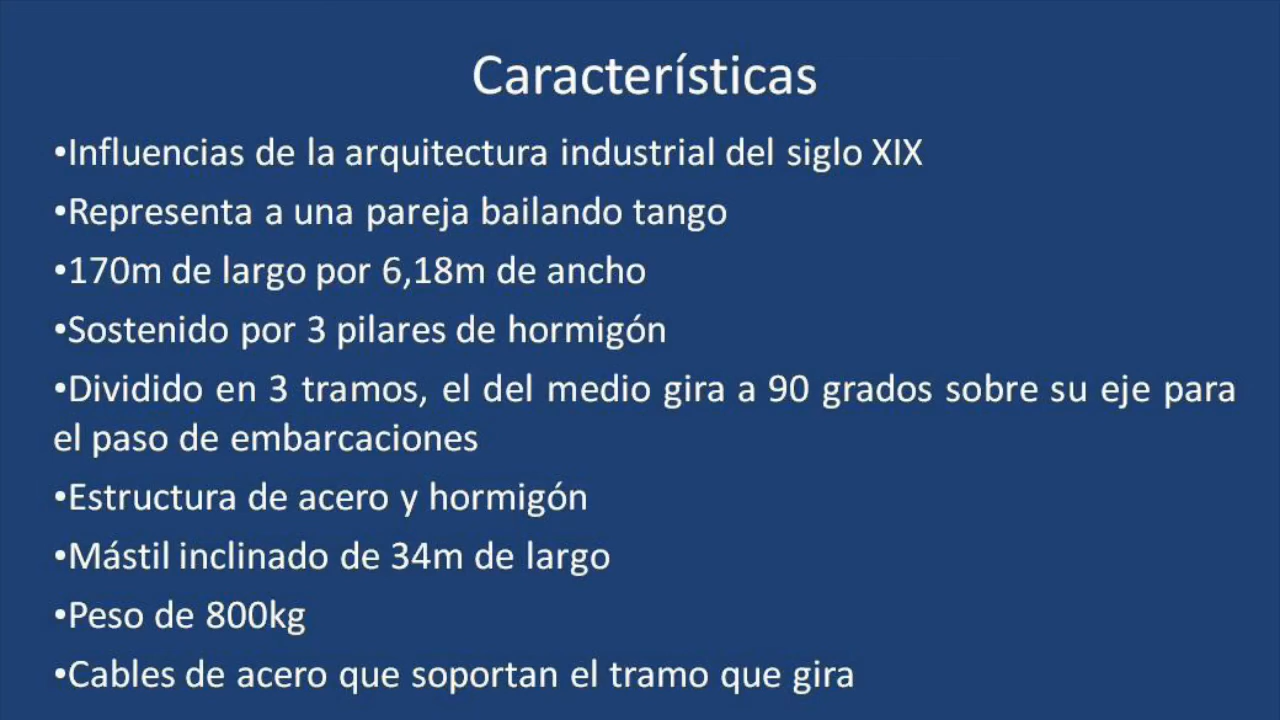 Características
•Influencias de la arquitectura industrial del siglo XIX
•Representa a una pareja bailando tango
•170m de largo por 6,18m de ancho
•Sostenido por 3 pilares de hormigón
•Dividido en 3 tramos, el del medio gira a 90 grados sobre su eje para
el paso de embarcaciones
•Estructura de acero y hormigón
•Mástil inclinado de 34m de largo
•Peso de 800kg
•Cables de acero que soportan el tramo que gira